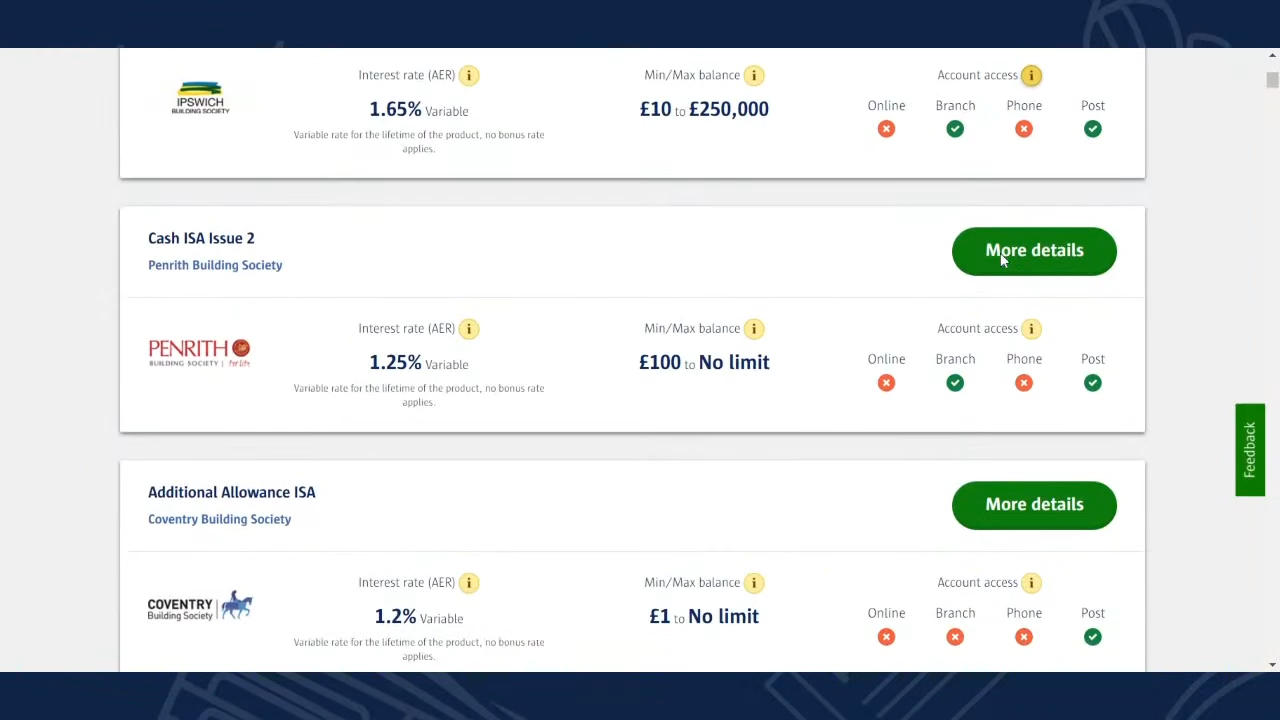 Interest rate (AER) i
Min/Max balance i
Account access i
IPSWICH
BUILDING SOCIETY
1.65% Variable
£10 to £250,000
Online Branch Phone Post
Variable rate for the lifetime of the product, no bonus rate
applies.
Cash ISA Issue 2
Penrith Building Society
More details
Interest rate (AER) i
Min/Max balance i
Account access i
PENRITH
BUILDING SOCIETY | For Life
1.25% Variable
£100 to No limit
Online Branch Phone Post
Variable rate for the lifetime of the product, no bonus rate
applies.
Feedback
Additional Allowance ISA
Coventry Building Society
More details
Interest rate (AER) i
Min/Max balance i
Account access i
COVENTRY
Building Society
1.2% Variable
£1 to No limit
Online Branch Phone Post
Variable rate for the lifetime of the product, no bonus rate
applies.